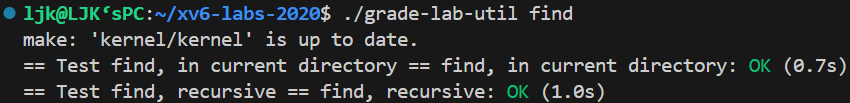 ljk@LJK‘sPC:~/xv6-labs-2020$ ./grade-lab-util find
make: 'kernel/kernel' is up to date.
== Test find, in current directory == find, in current directory: OK (0.7s)
== Test find, recursive == find, recursive: OK (1.0s)